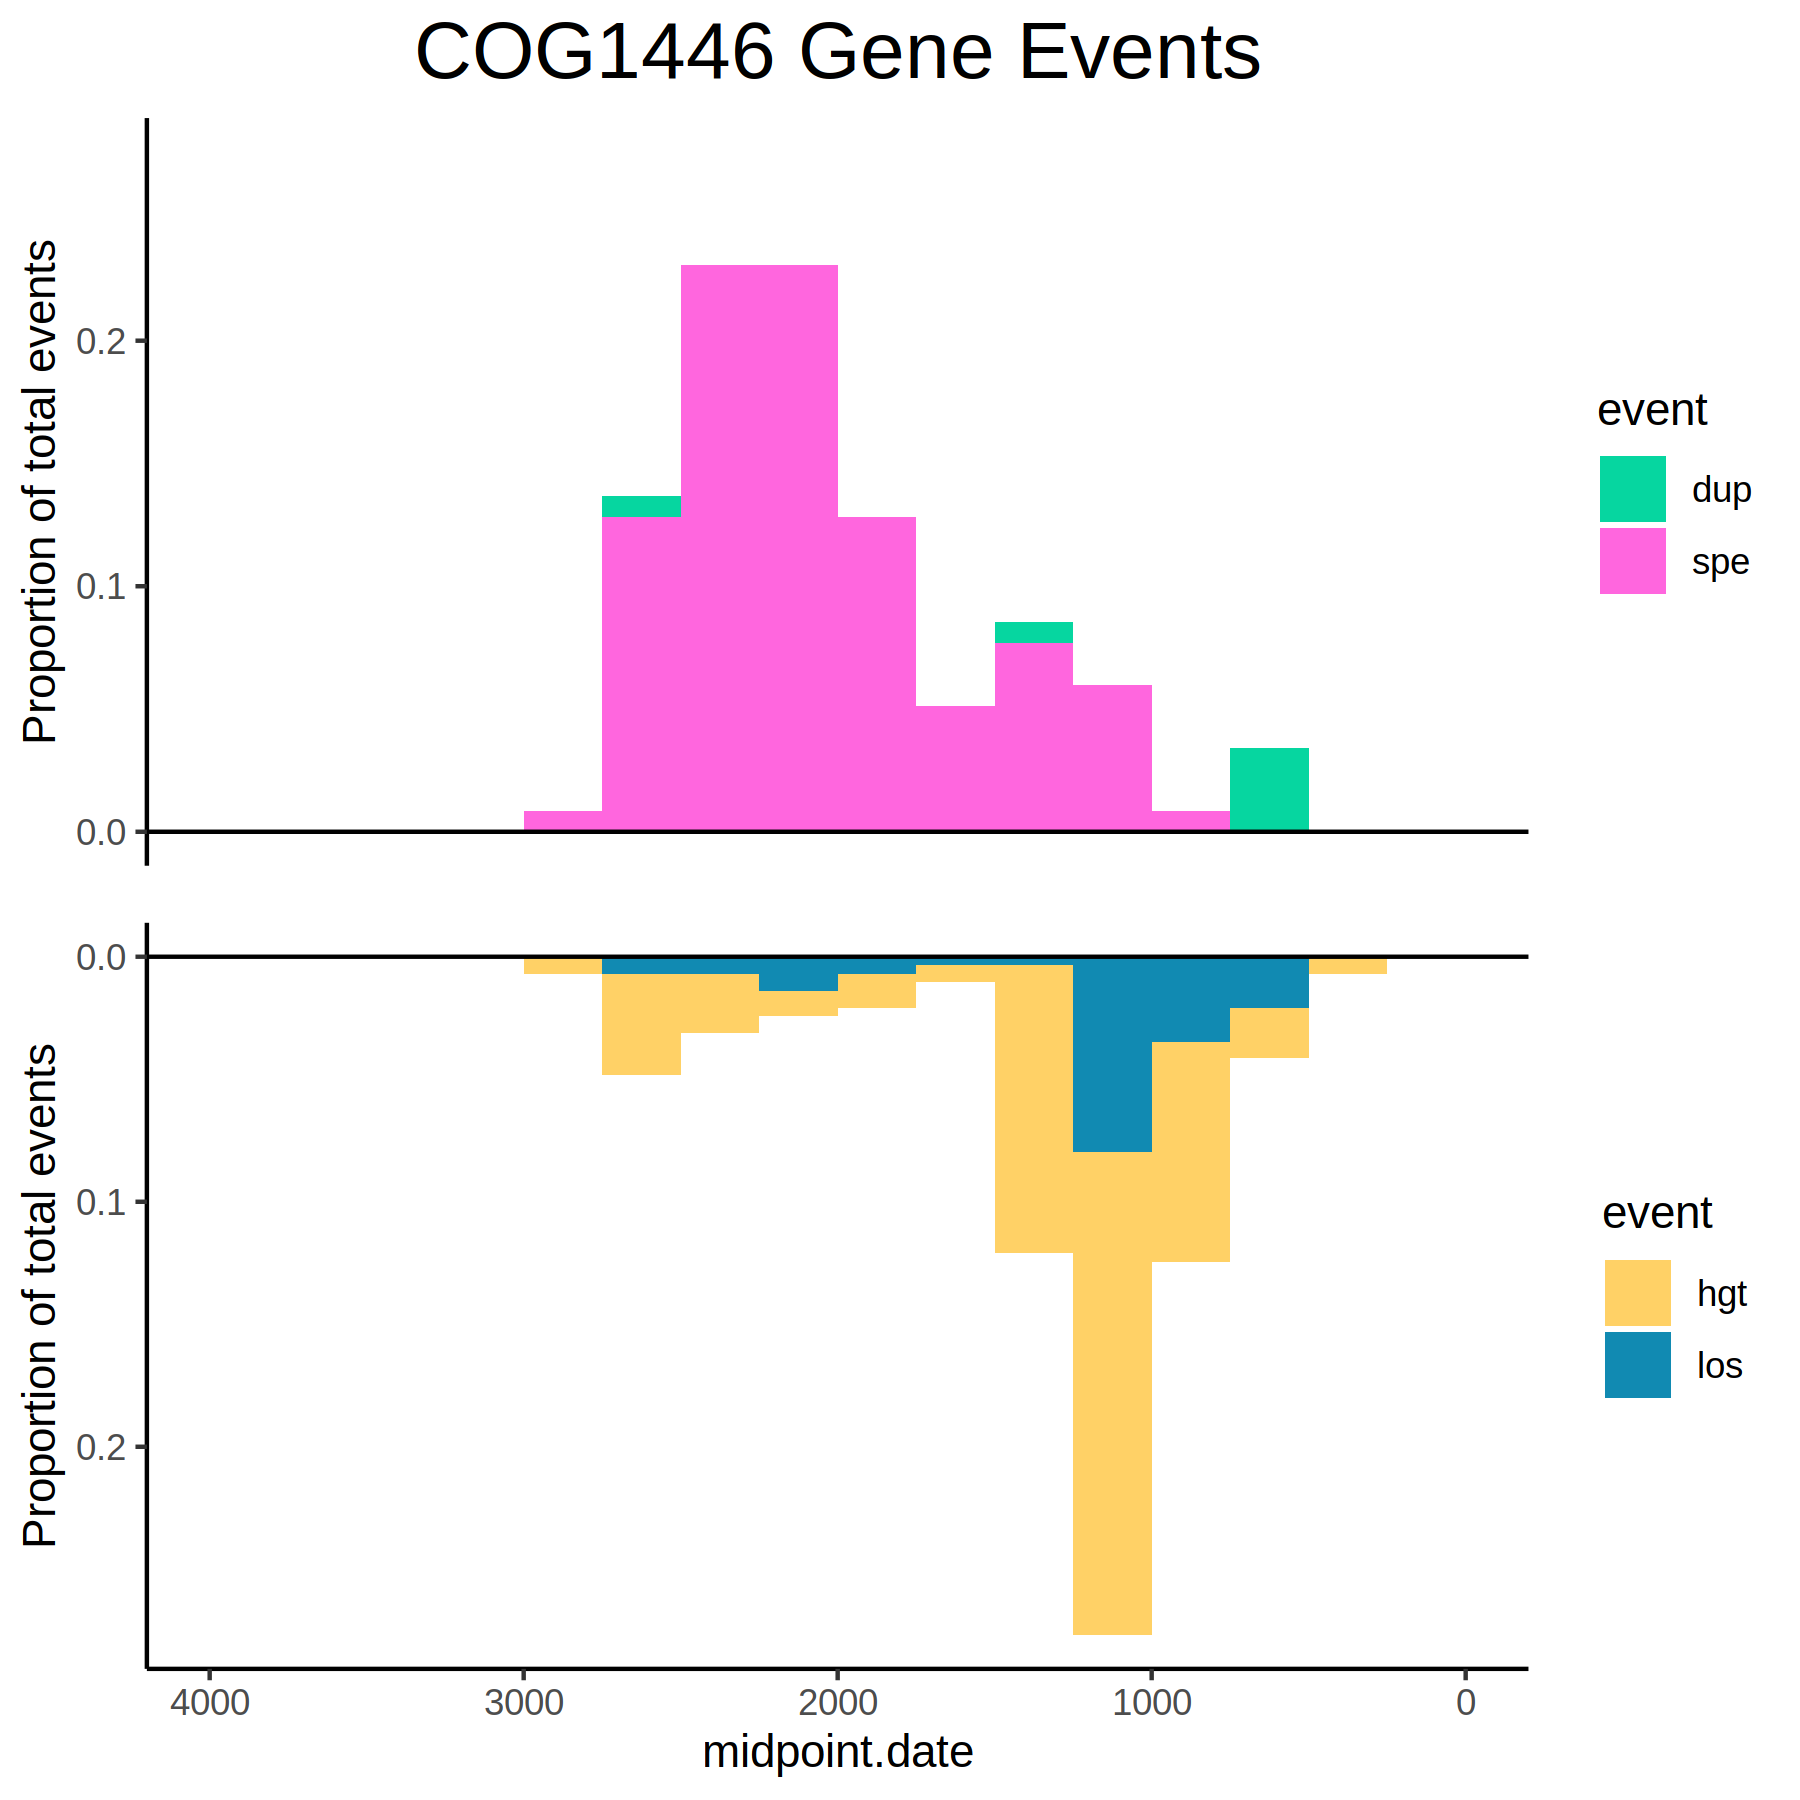 COG1446 Gene Events
Proportion of total events
0.2
0.1
0.0
event
dup
spe
Proportion of total events
0.0
0.1
0.2
event
hgt
los
4000 3000 2000 1000 0
midpoint.date